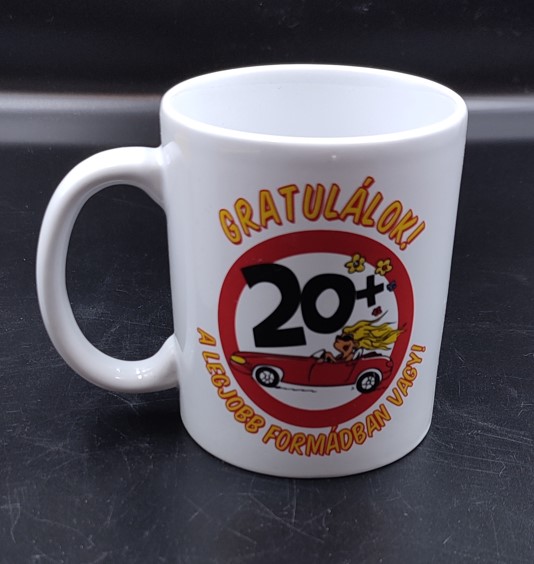 GRATULÁLOK!
20+
A LEGJOBB FORMÁDBAN VAGY!